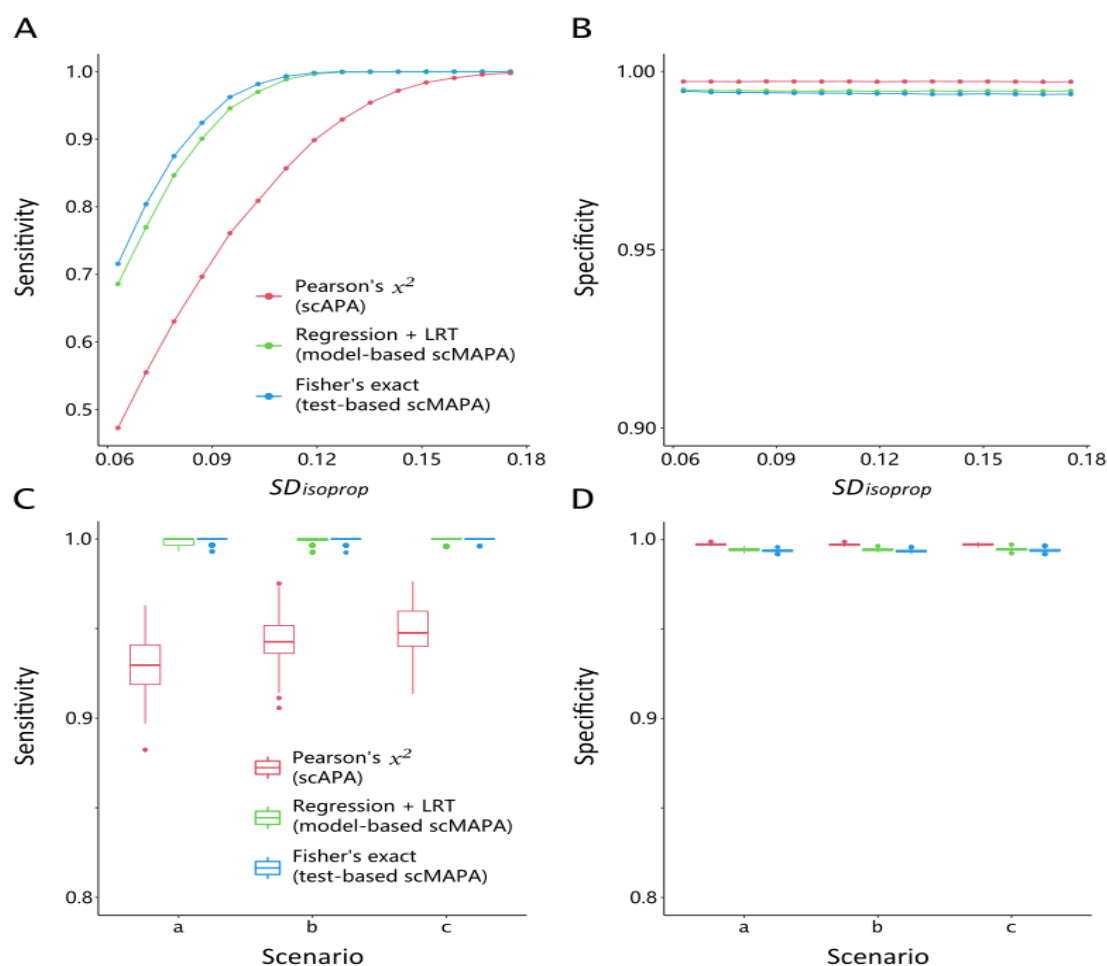 A
1.0
0.9
0.8
0.7
0.6
0.5
Sensitivity
Pearson's x²
(scAPA)
Regression + LRT
(model-based scMAPA)
Fisher's exact
(test-based scMAPA)
0.06 0.09 0.12 0.15 0.18
SDisoprop
B
1.00
0.95
0.90
Specificity
0.06 0.09 0.12 0.15 0.18
SDisoprop
C
1.0
0.9
0.8
Sensitivity
Pearson's x²
(scAPA)
Regression + LRT
(model-based scMAPA)
Fisher's exact
(test-based scMAPA)
a b c
Scenario
D
1.0
0.9
0.8
Specificity
a b c
Scenario